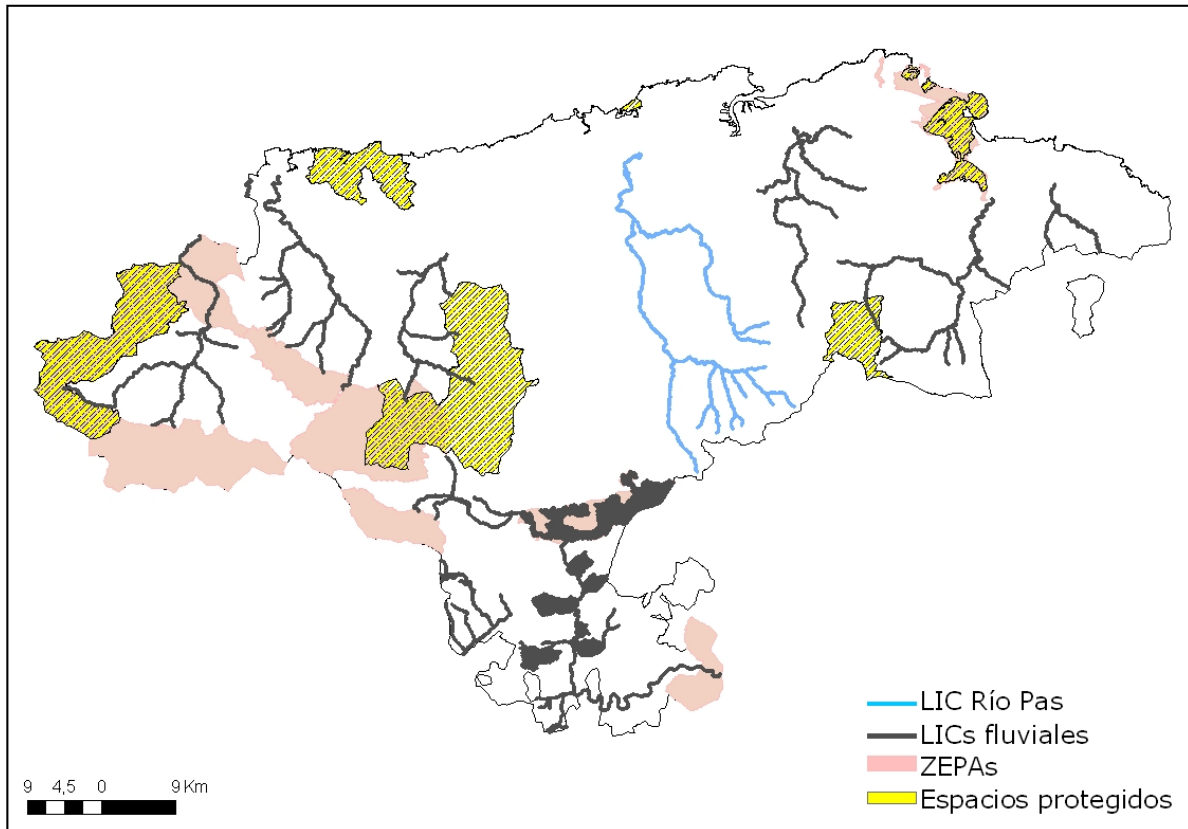 LIC Río Pas
LICs fluviales
ZEPAs
Espacios protegidos
9 4,5 0 9 Km